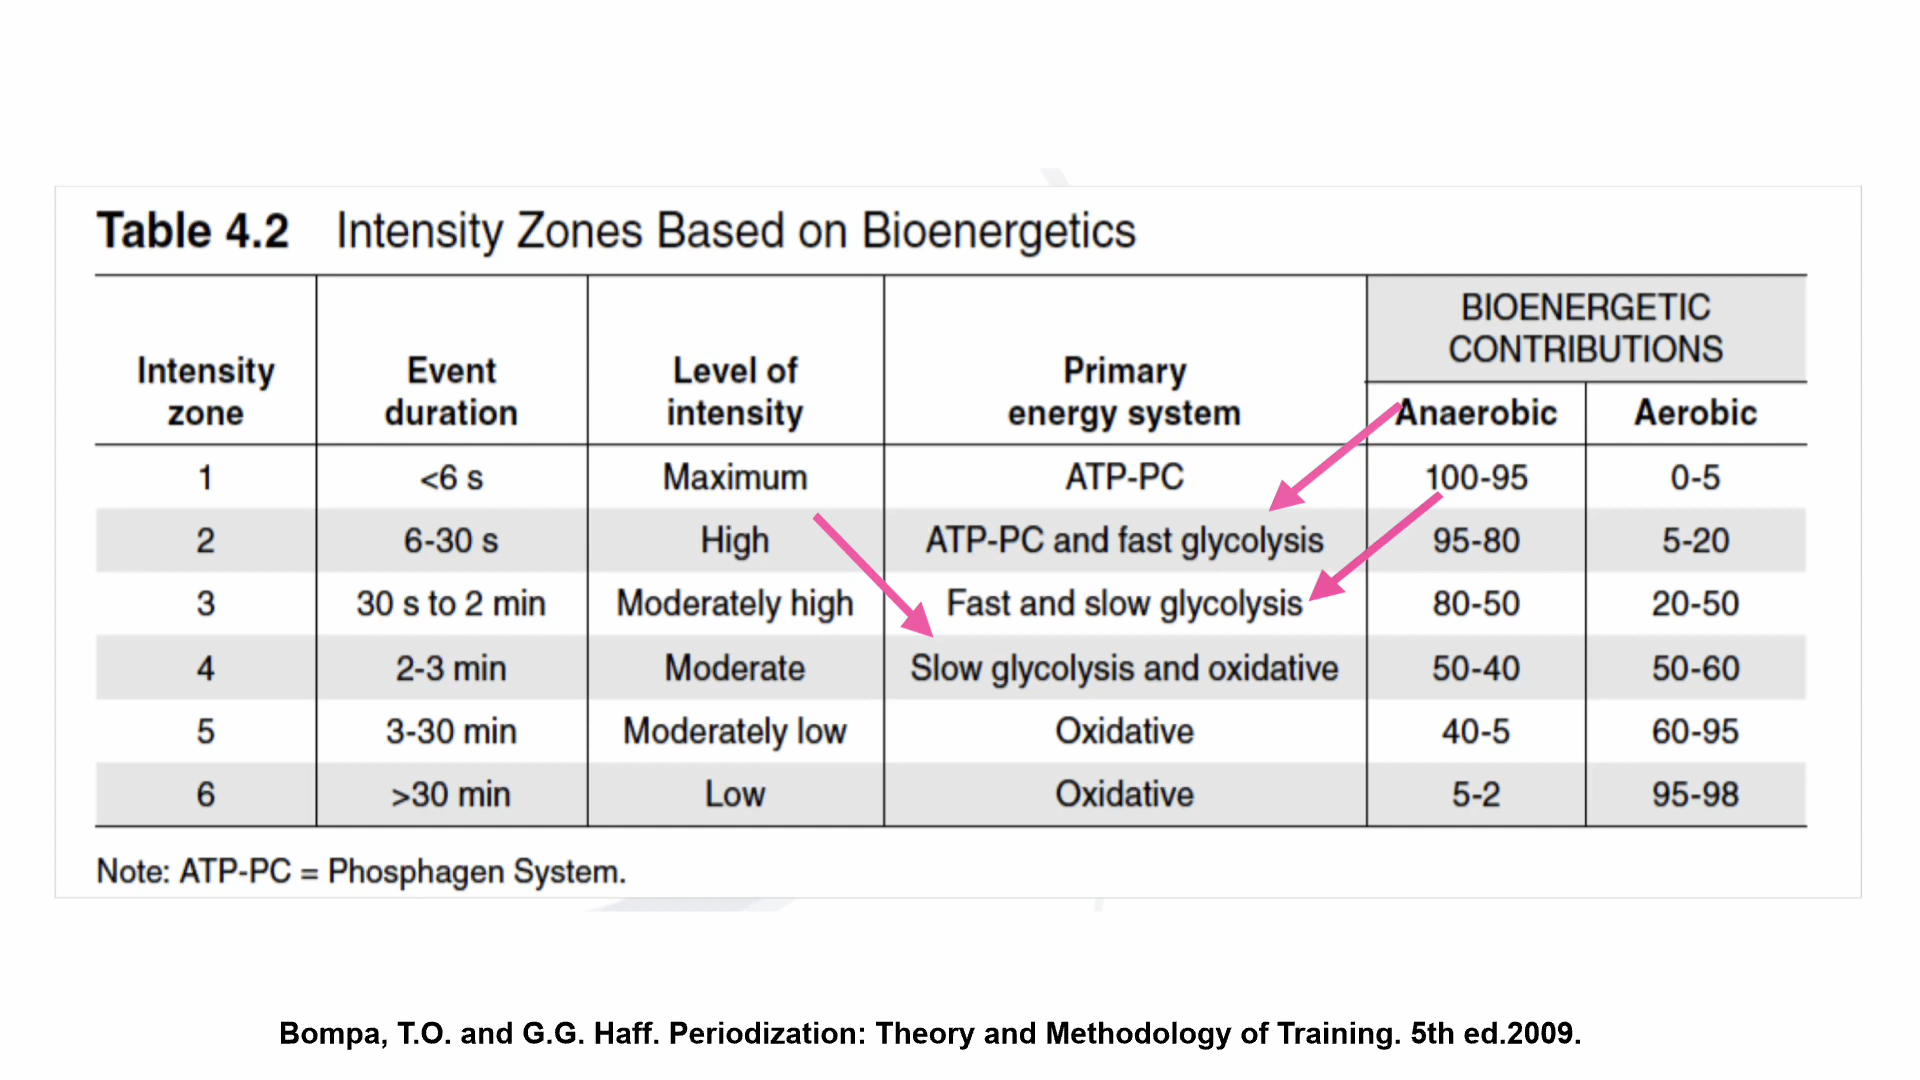 Table 4.2 Intensity Zones Based on Bioenergetics
BIOENERGETIC
CONTRIBUTIONS
Intensity zone Event duration Level of intensity Primary energy system Anaerobic Aerobic
1 <6 s Maximum ATP-PC 100-95 0-5
2 6-30 s High ATP-PC and fast glycolysis 95-80 5-20
3 30 s to 2 min Moderately high Fast and slow glycolysis 80-50 20-50
4 2-3 min Moderate Slow glycolysis and oxidative 50-40 50-60
5 3-30 min Moderately low Oxidative 40-5 60-95
6 >30 min Low Oxidative 5-2 95-98
Note: ATP-PC = Phosphagen System.
Bompa, T.O. and G.G. Haff. Periodization: Theory and Methodology of Training. 5th ed.2009.